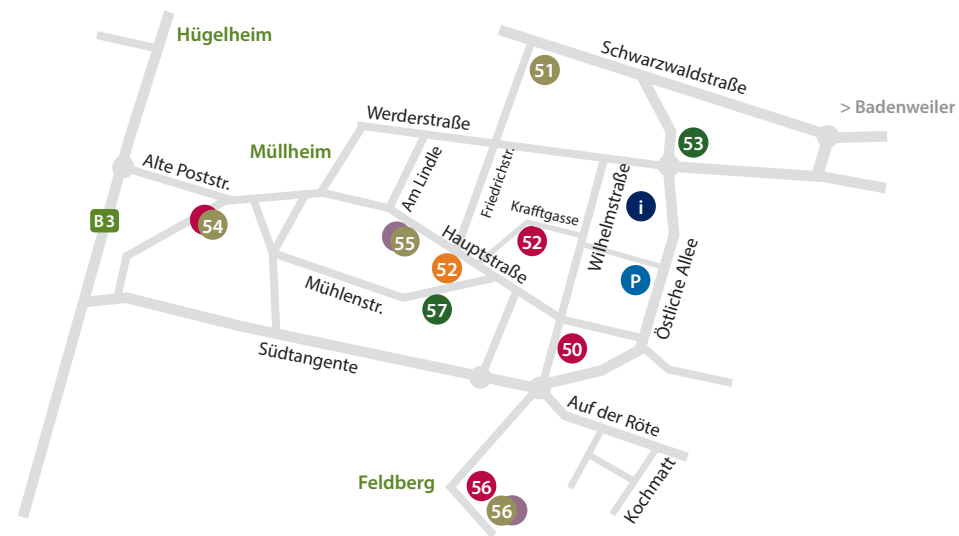 Hügelheim
Schwarzwaldstraße
51
> Badenweiler
Werderstraße
53
Müllheim
Alte Poststr.
Am Lindle
Friedrichstr.
Wilhelmstraße
i
Krafftgasse
B3
54
55
Hauptstraße
52
52
P
Östliche Allee
Mühlenstr.
57
Südtangente
50
Auf der Röte
Feldberg
56
56
Kochmatt